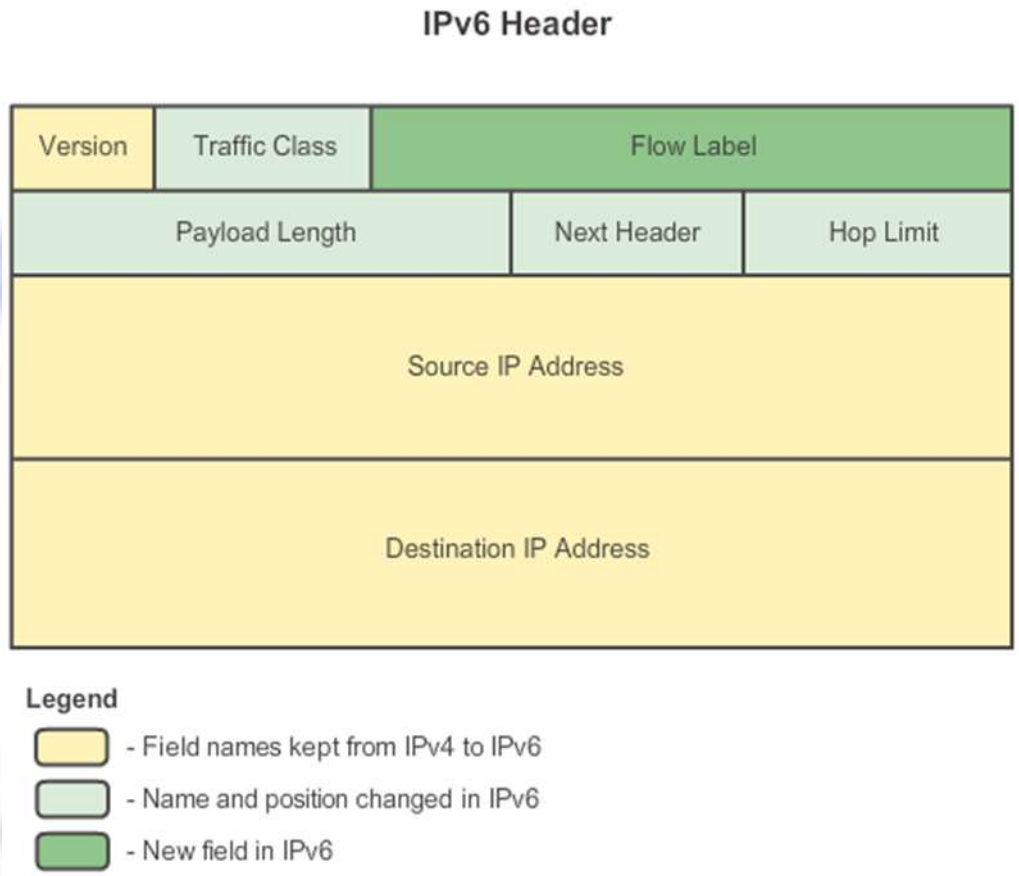 IPv6 Header
Version Traffic Class Flow Label
Payload Length Next Header Hop Limit
Source IP Address
Destination IP Address
Legend
- Field names kept from IPv4 to IPv6
- Name and position changed in IPv6
- New field in IPv6